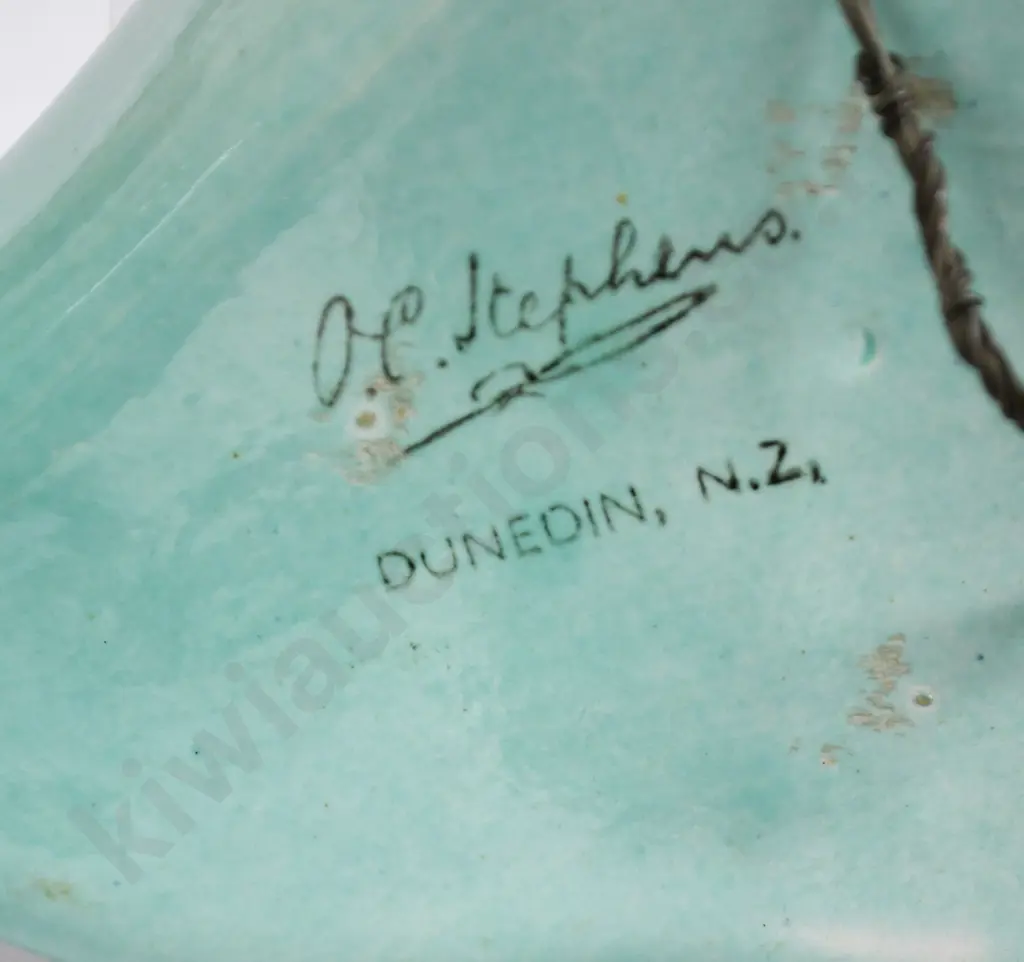 O.C. Stephens.
DUNEDIN, N.Z.
kiwiauctions